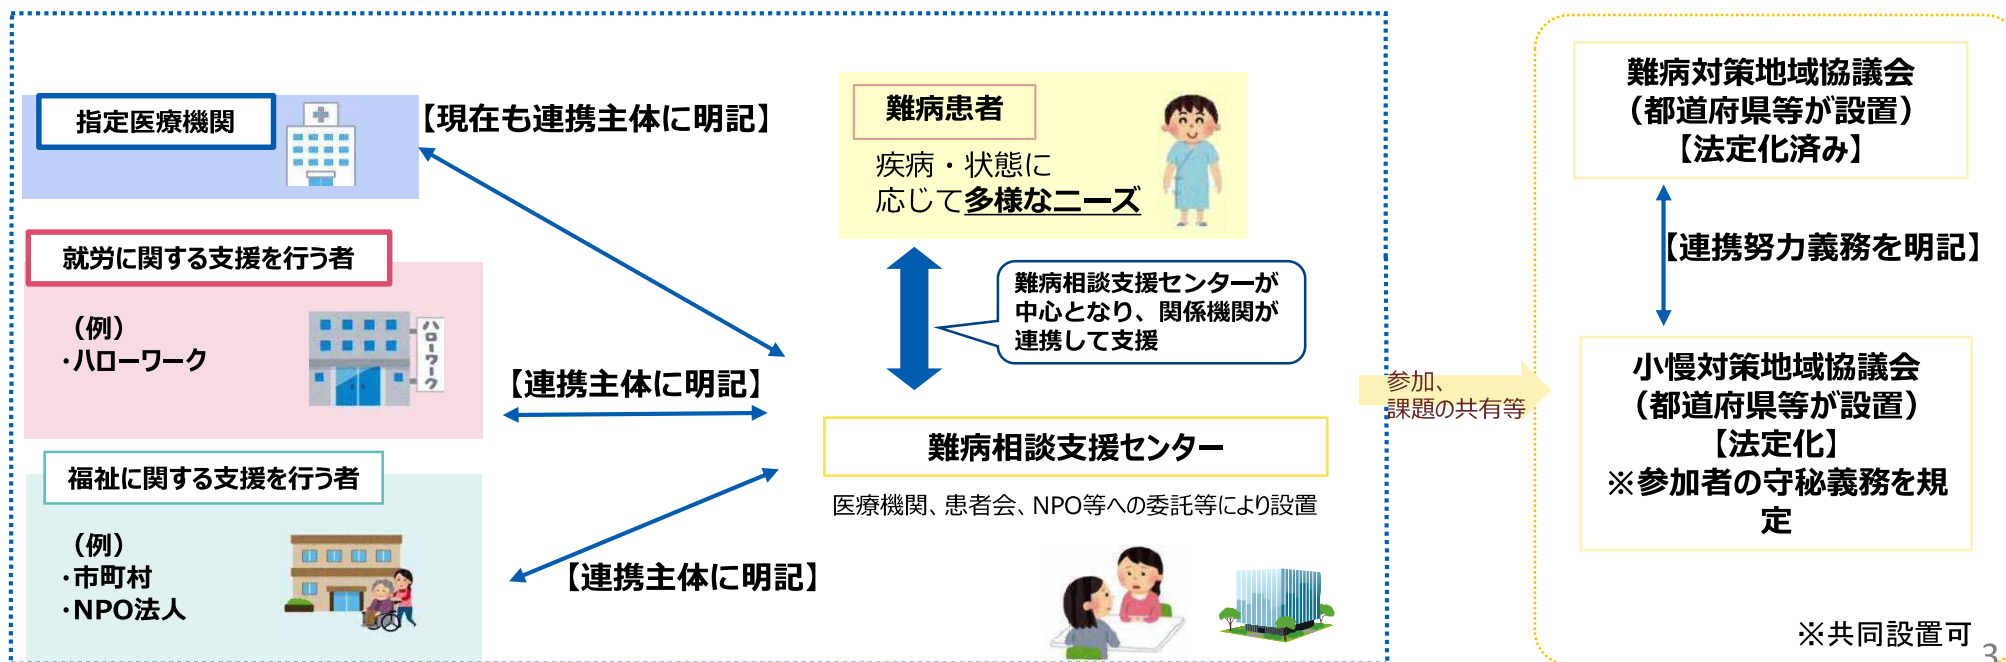 指定医療機関
【現在も連携主体に明記】
就労に関する支援を行う者
（例）
・ハローワーク
ハローワーク
【連携主体に明記】
福祉に関する支援を行う者
（例）
・市町村
・NPO法人
【連携主体に明記】
難病患者
疾病・状態に
応じて多様なニーズ
難病相談支援センターが
中心となり、関係機関が
連携して支援
難病相談支援センター
医療機関、患者会、NPO等への委託等により設置
参加、
課題の共有等
難病対策地域協議会
（都道府県等が設置）
【法定化済み】
【連携努力義務を明記】
小慢対策地域協議会
（都道府県等が設置）
【法定化】
※参加者の守秘義務を規
定
※共同設置可
3